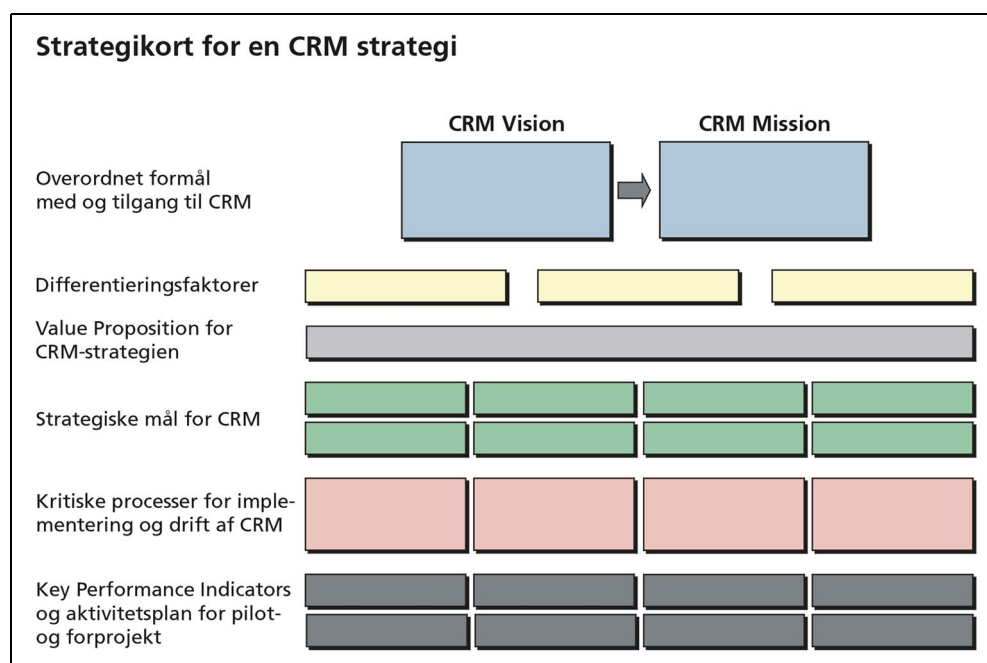 Strategikort for en CRM strategi
CRM Vision
CRM Mission
Overordnet formål
med og tilgang til CRM
Differentieringsfaktorer
Value Proposition for
CRM-strategien
Strategiske mål for CRM
Kritiske processer for imple-
mentering og drift af CRM
Key Performance Indicators
og aktivitetsplan for pilot-
og forprojekt